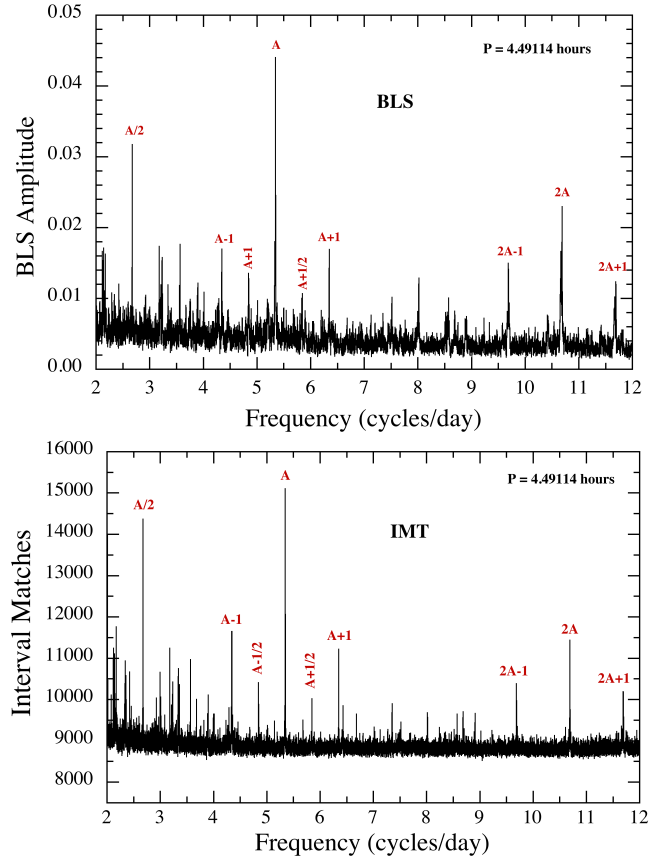 0.05
P = 4.49114 hours
A
BLS
0.04
A/2
0.03
2A
0.02
A-1
A+1
A+1/2
A+1
2A-1
2A+1
0.01
0.00
BLS Amplitude
2 3 4 5 6 7 8 9 10 11 12
Frequency (cycles/day)
16000
P = 4.49114 hours
A
15000
A/2
14000
IMT
13000
12000
A-1
A-1/2
A+1/2
A+1
2A-1
2A
2A+1
11000
10000
9000
8000
Interval Matches
2 3 4 5 6 7 8 9 10 11 12
Frequency (cycles/day)